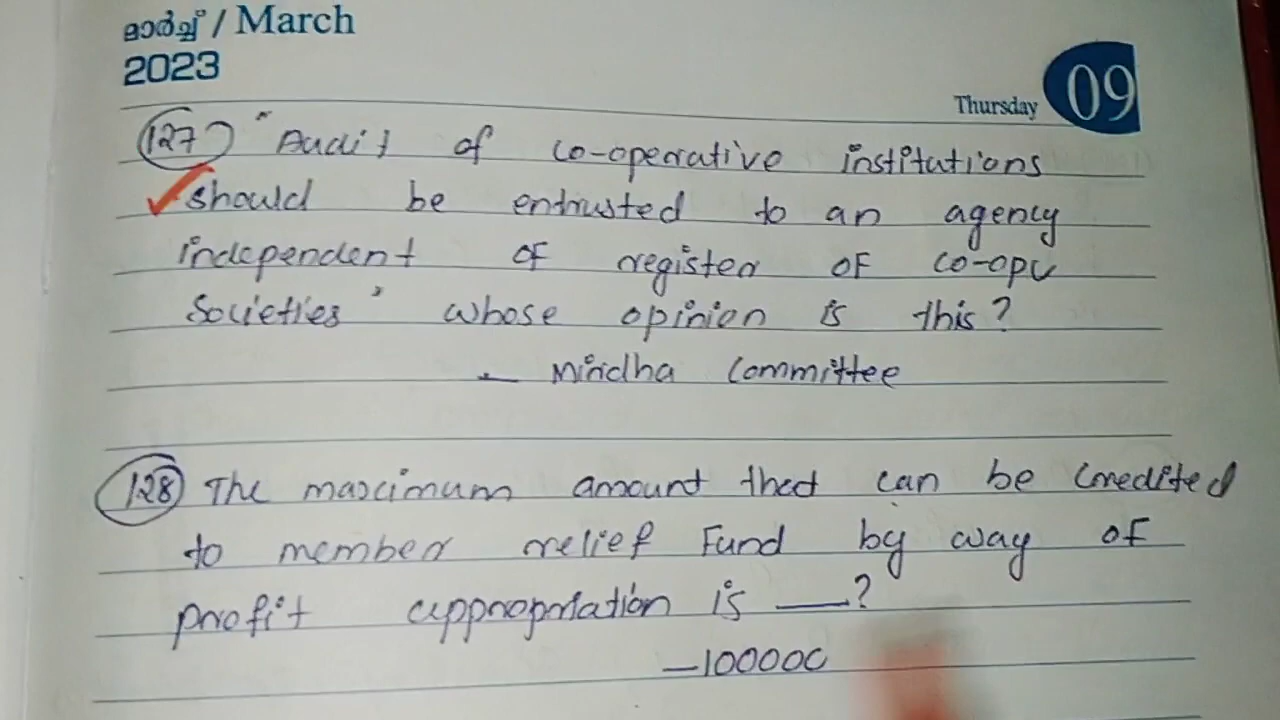 മാർച്ച് / March
2023
Thursday 09
127) "Audit of co-operative institutions
should be entrusted to an agency
independent of register of co-opv
Societies" whose opinion is this?
- Mirdha Committee
128) The maximum amount that can be credited
to member relief Fund by way of
profit appropriation is ___?
- 100000